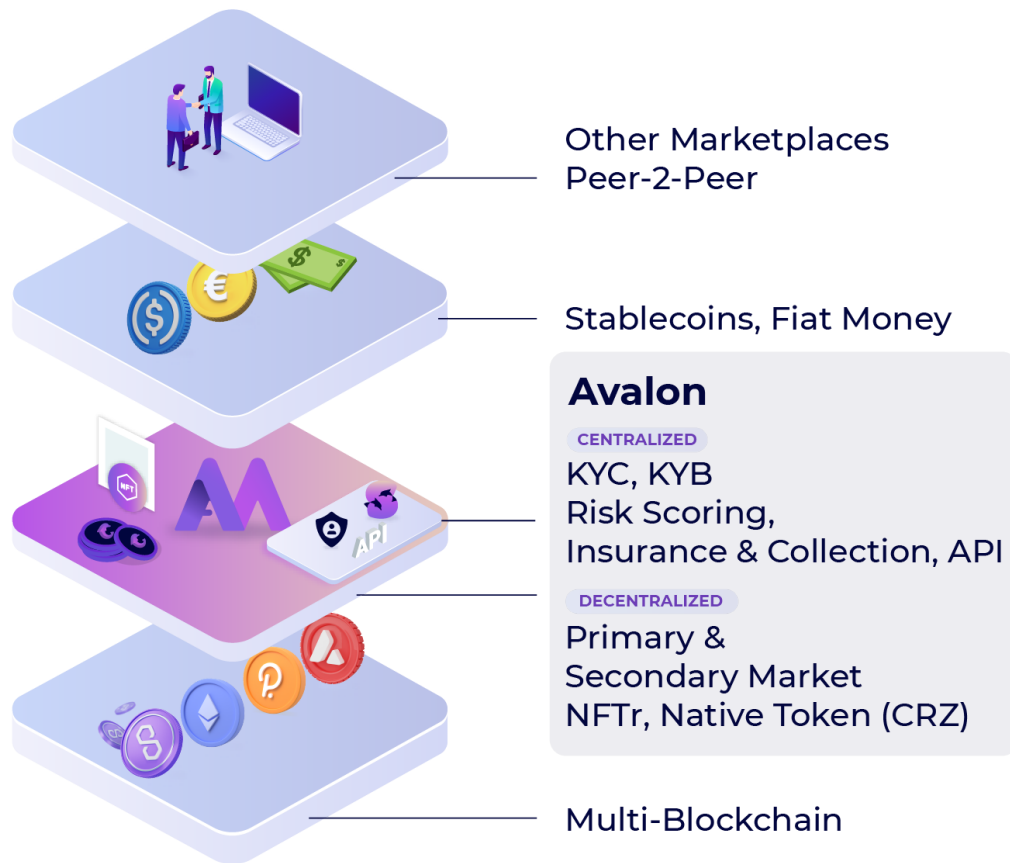 Other Marketplaces
Peer-2-Peer
Stablecoins, Fiat Money
Avalon
CENTRALIZED
KYC, KYB
Risk Scoring,
Insurance & Collection, API
NFT
API
DECENTRALIZED
Primary &
Secondary Market
NFTr, Native Token (CRZ)
Multi-Blockchain